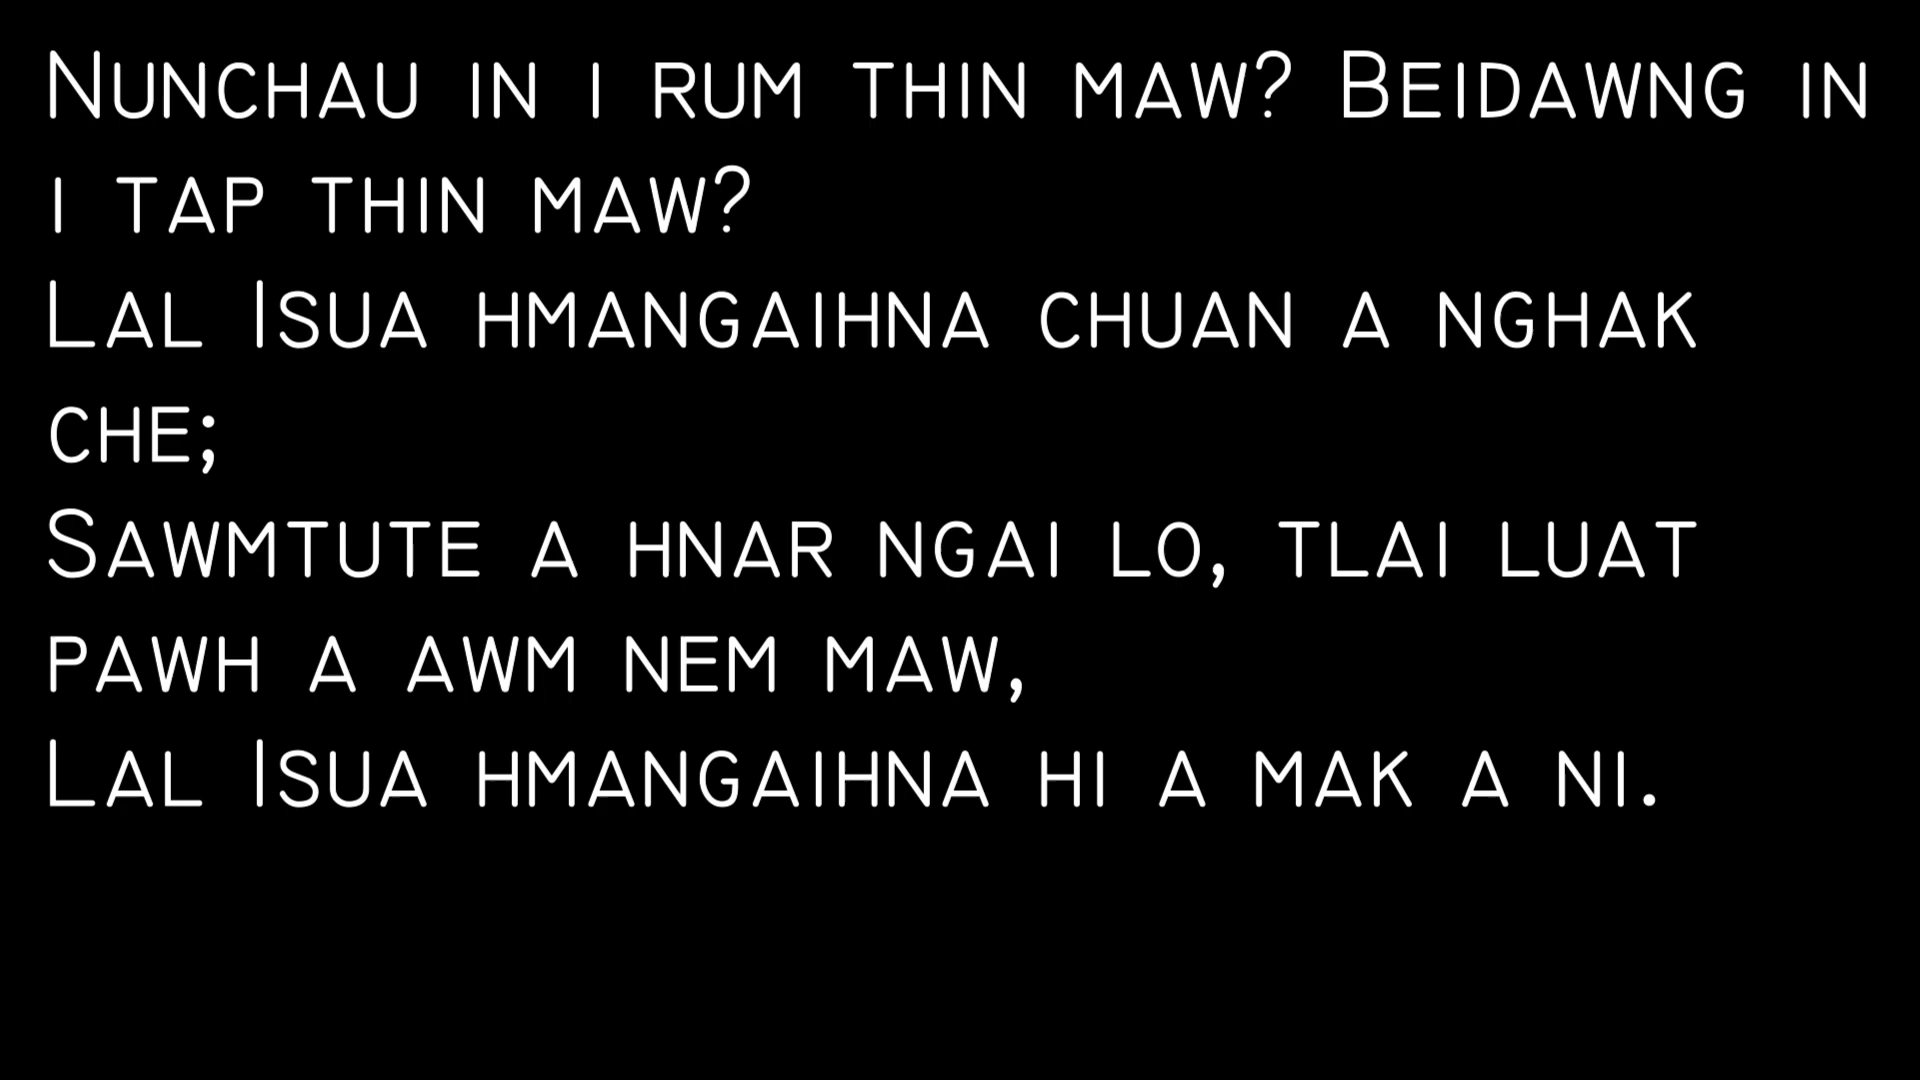 Nunchau in i rum thin maw? Beidawng in
i tap thin maw?
Lal Isua hmangaihna chuan a nghak
che;
Sawmtute a hnar ngai lo, tlai luat
pawh a awm nem maw,
Lal Isua hmangaihna hi a mak a ni.